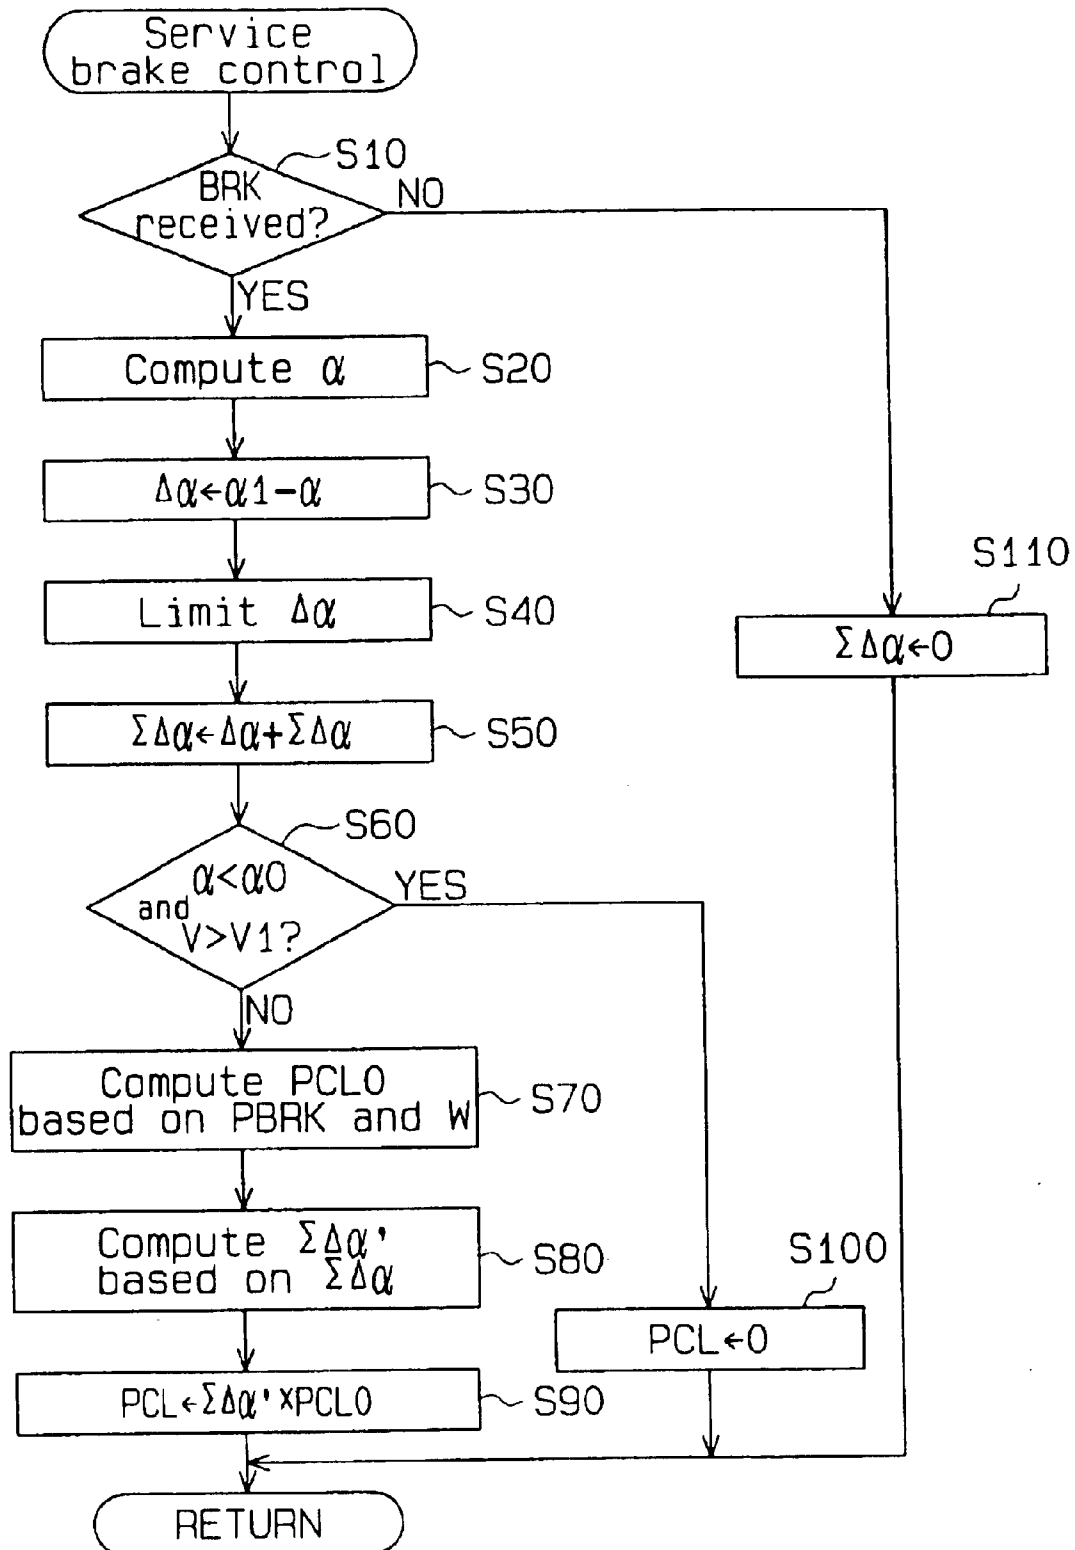 Service
brake control
S10
BRK
received?
NO
YES
Compute α
S20
Δα←α1-α
S30
Limit Δα
S40
S110
ΣΔα←0
ΣΔα←Δα+ΣΔα
S50
S60
α<α0
and
V>V1?
YES
NO
Compute PCL0
based on PBRK and W
S70
Compute ΣΔα'
based on ΣΔα
S80
S100
PCL←0
PCL←ΣΔα'×PCL0
S90
RETURN